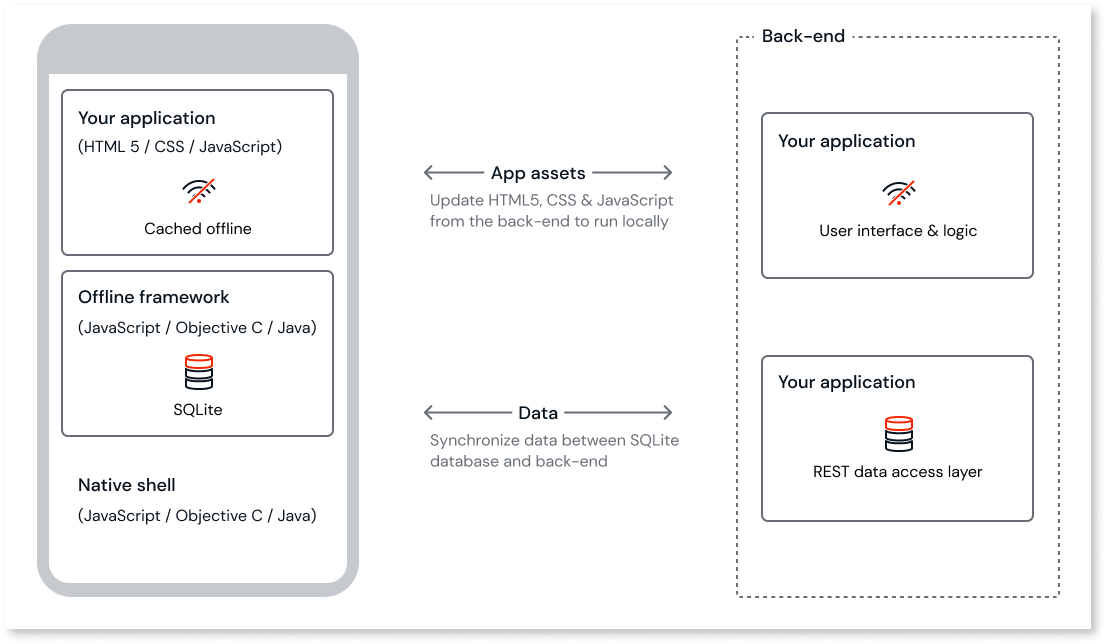 Your application
(HTML 5 / CSS / JavaScript)
Cached offline
Offline framework
(JavaScript / Objective C / Java)
SQLite
Native shell
(JavaScript / Objective C / Java)
App assets
Update HTML5, CSS & JavaScript
from the back-end to run locally
Data
Synchronize data between SQLite
database and back-end
Back-end
Your application
User interface & logic
Your application
REST data access layer